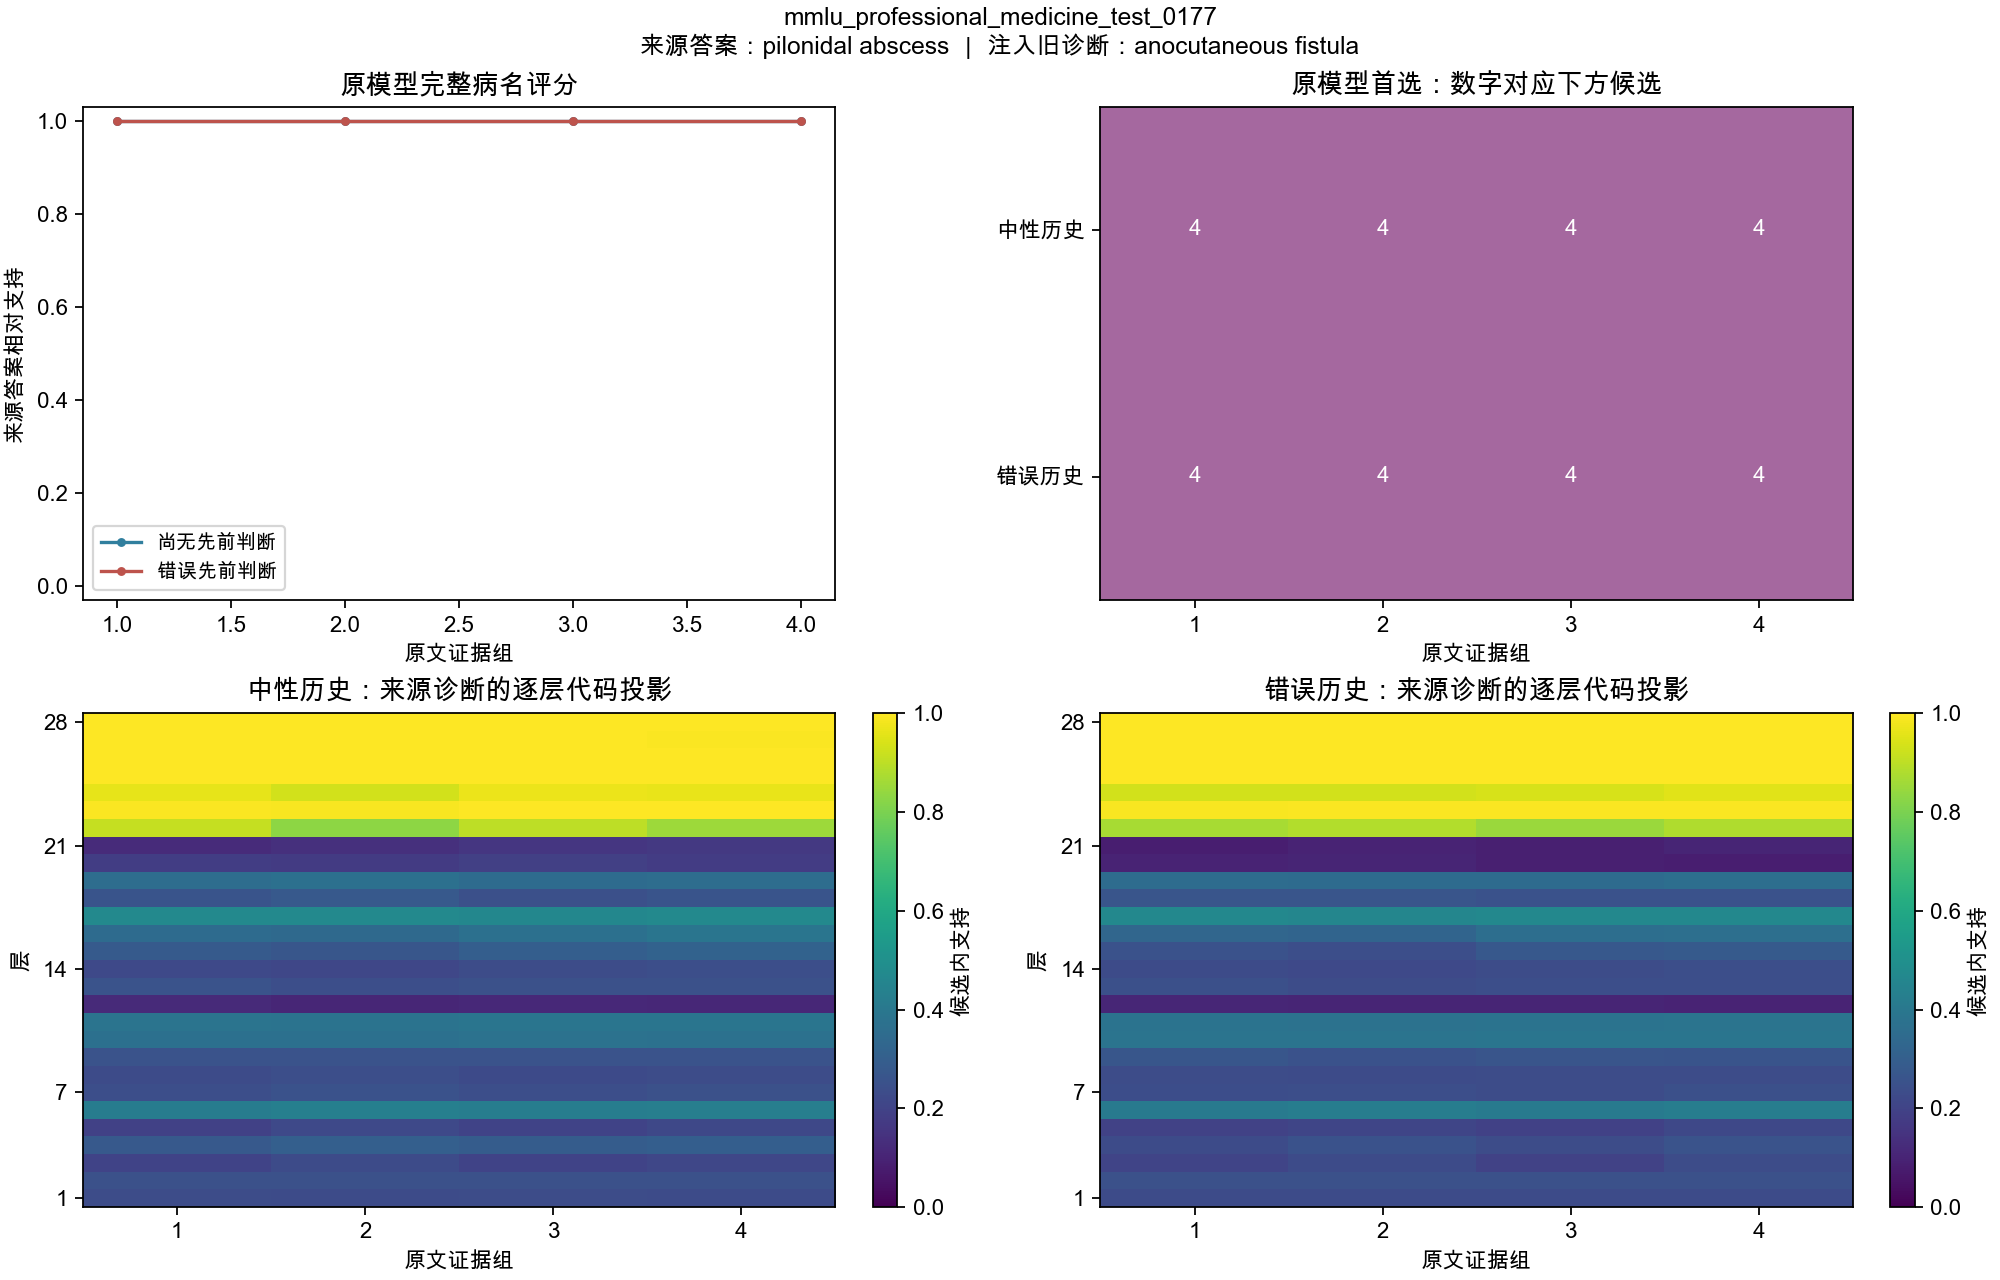 mmlu_professional_medicine_test_0177
来源答案：pilonidal abscess | 注入旧诊断：anocutaneous fistula
原模型完整病名评分
来源答案相对支持
1.0
0.8
0.6
0.4
0.2
0.0
尚无先前判断
错误先前判断
1.0 1.5 2.0 2.5 3.0 3.5 4.0
原文证据组
原模型首选：数字对应下方候选
中性历史
4 4 4 4
错误历史
4 4 4 4
1 2 3 4
原文证据组
中性历史：来源诊断的逐层代码投影
层
28
21
14
7
1
1 2 3 4
原文证据组
1.0
0.8
0.6
0.4
0.2
0.0
候选内支持
错误历史：来源诊断的逐层代码投影
层
28
21
14
7
1
1 2 3 4
原文证据组
1.0
0.8
0.6
0.4
0.2
0.0
候选内支持